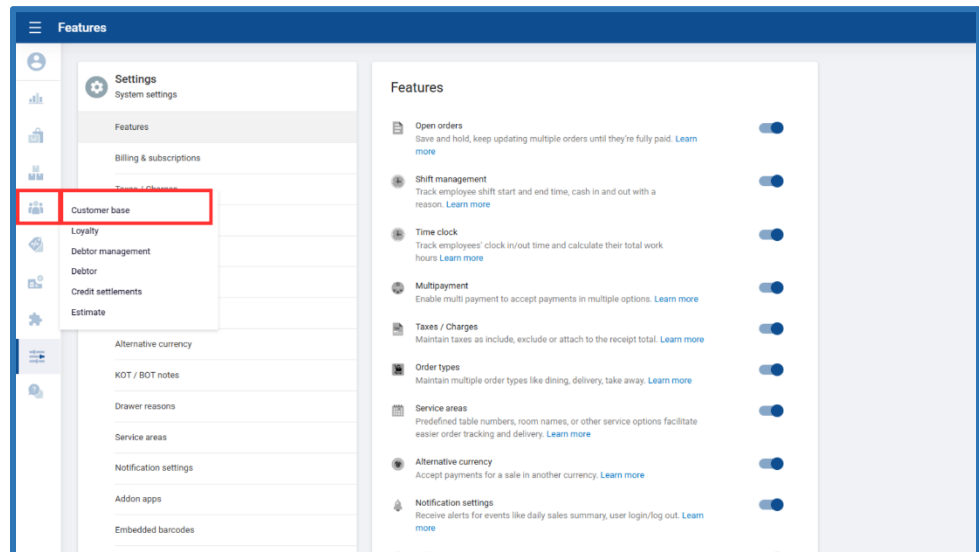 Features
Settings
System settings
Features
Billing & subscriptions
Taxes / Charges
Customer base
Loyalty
Debtor management
Debtor
Credit settlements
Estimate
Alternative currency
KOT / BOT notes
Drawer reasons
Service areas
Notification settings
Addon apps
Embedded barcodes
Features
Open orders
Save and hold, keep updating multiple orders until they're fully paid. Learn
more
Shift management
Track employee shift start and end time, cash in and out with a
reason. Learn more
Time clock
Track employees' clock in/out time and calculate their total work
hours Learn more
Multipayment
Enable multi payment to accept payments in multiple options. Learn more
Taxes / Charges
Maintain taxes as include, exclude or attach to the receipt total. Learn more
Order types
Maintain multiple order types like dining, delivery, take away. Learn more
Service areas
Predefined table numbers, room names, or other service options facilitate
easier order tracking and delivery. Learn more
Alternative currency
Accept payments for a sale in another currency. Learn more
Notification settings
Receive alerts for events like daily sales summary, user login/log out. Learn
more